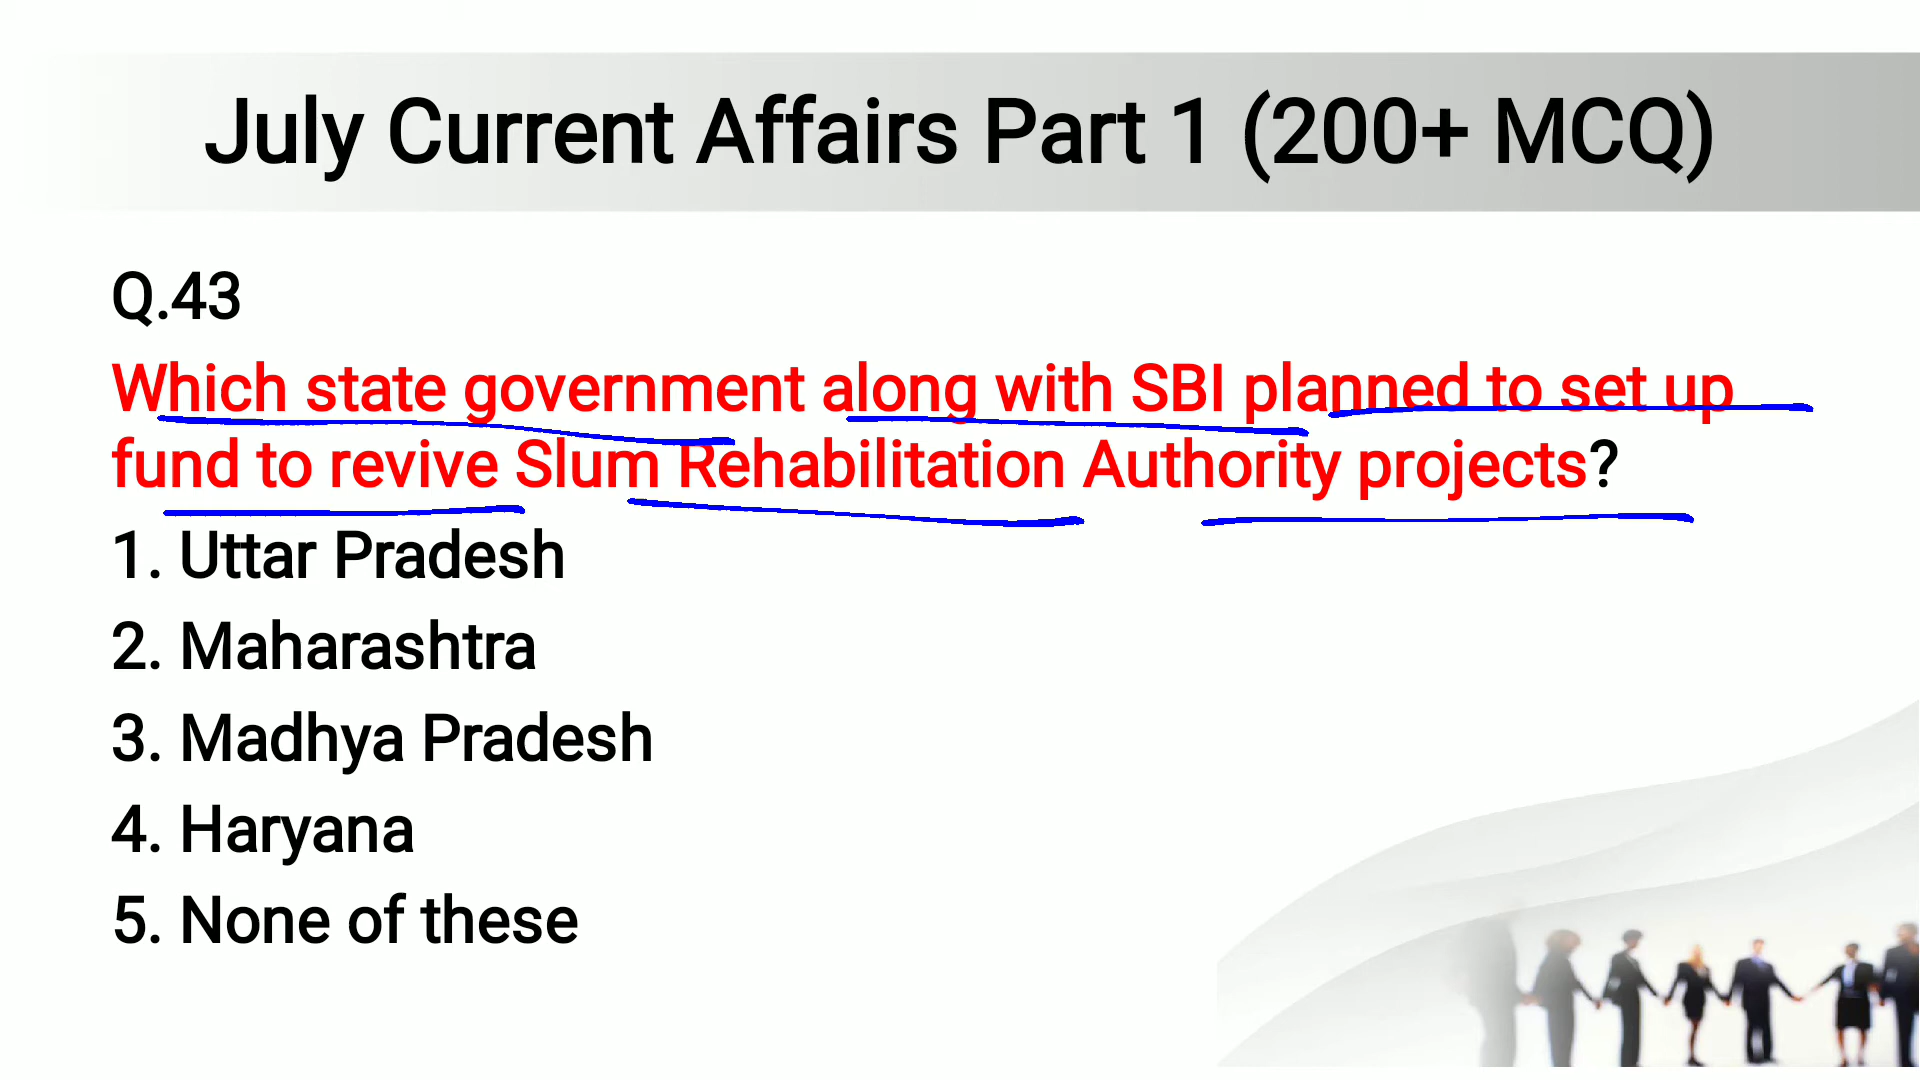 July Current Affairs Part 1 (200+ MCQ)
Q.43
Which state government along with SBI planned to set up
fund to revive Slum Rehabilitation Authority projects?
1. Uttar Pradesh
2. Maharashtra
3. Madhya Pradesh
4. Haryana
5. None of these